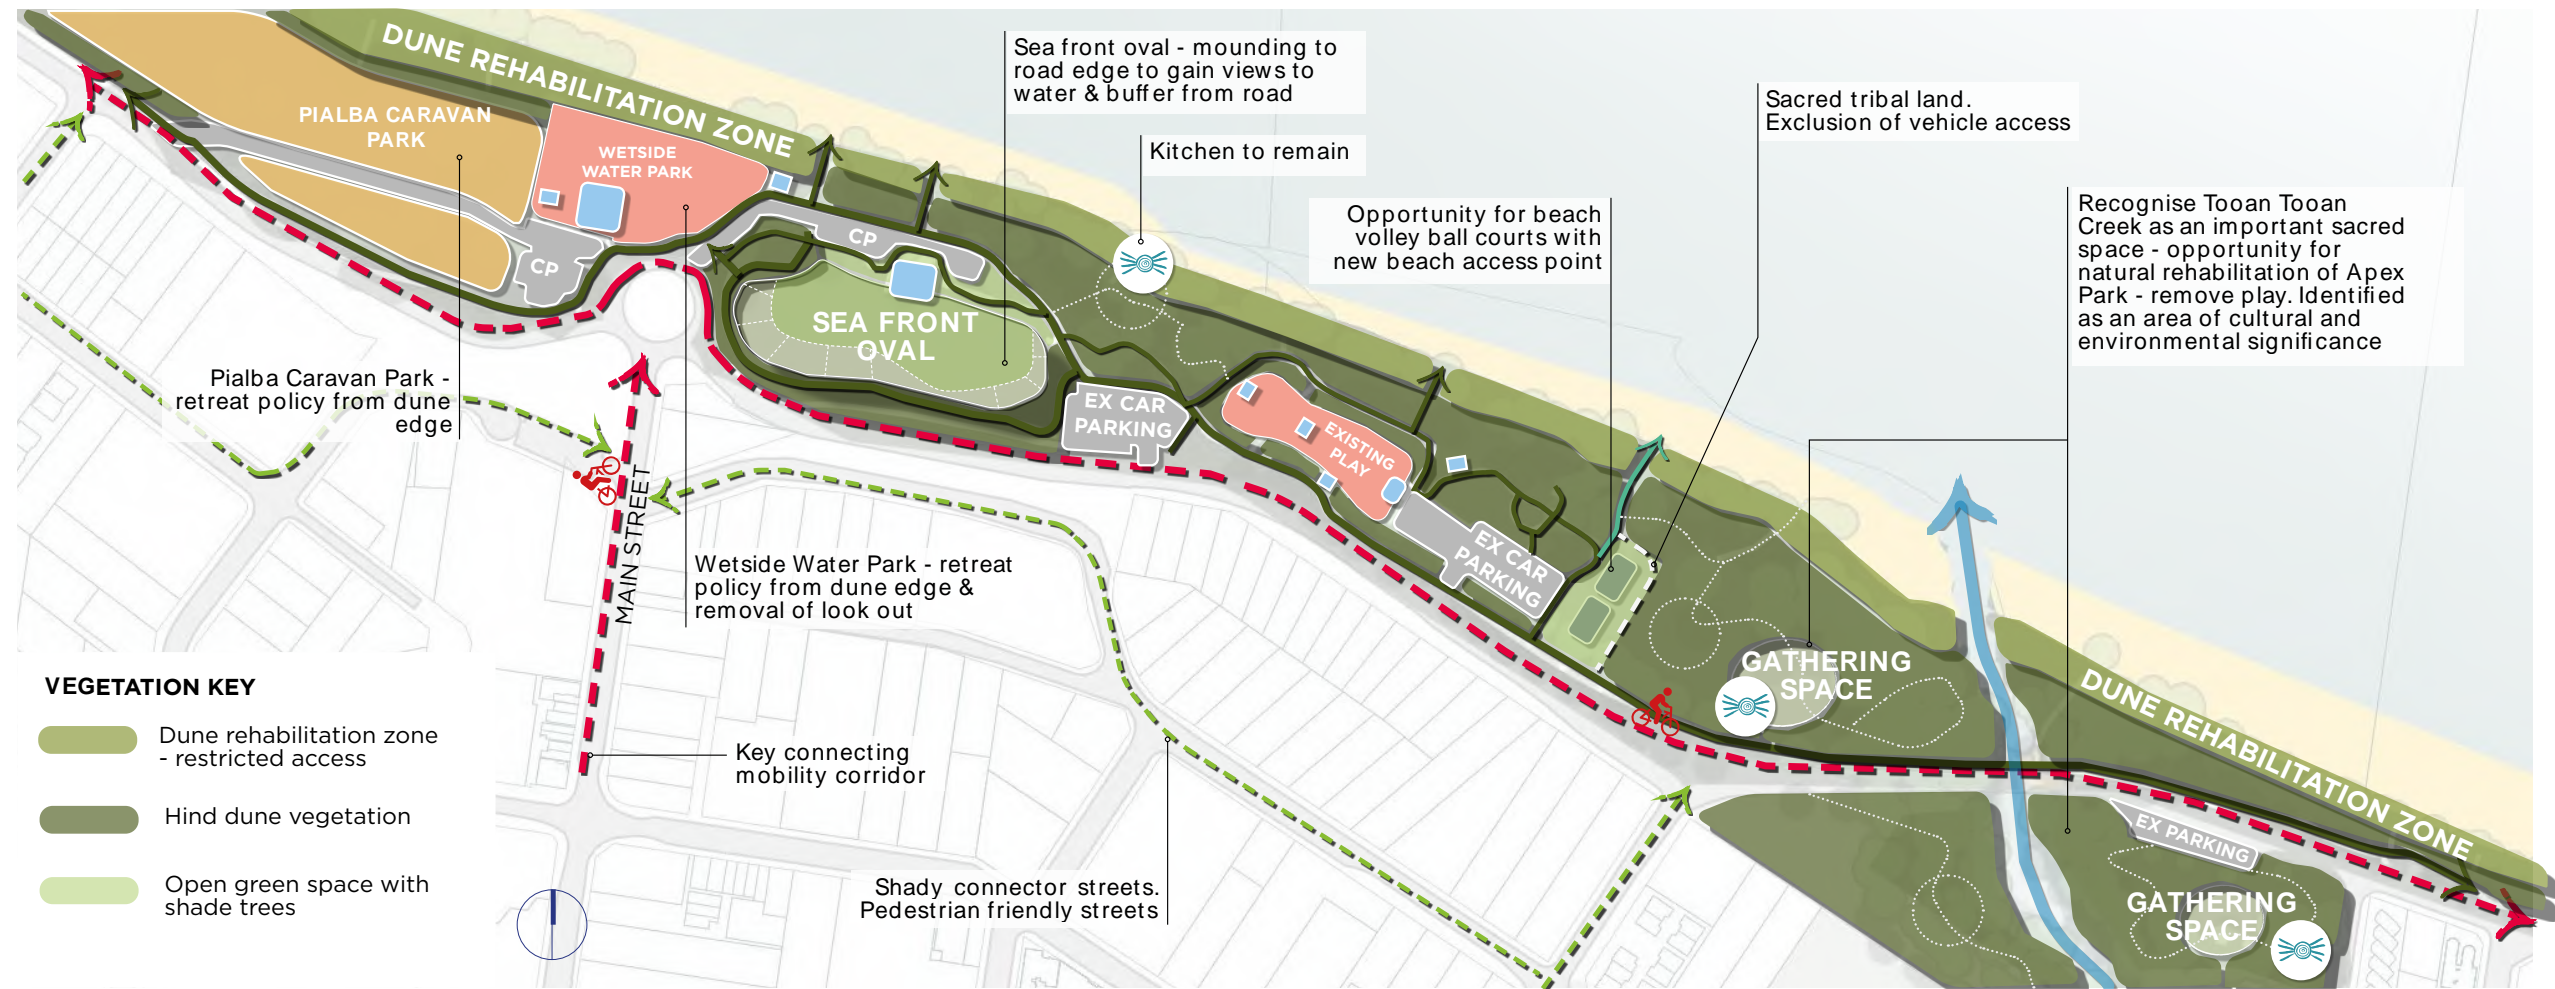 DUNE REHABILITATION ZONE
PIALBA CARAVAN
PARK
WETSIDE
WATER PARK
CP
CP
SEA FRONT
OVAL
Sea front oval - mounding to
road edge to gain views to
water & buffer from road
Kitchen to remain
Opportunity for beach
volley ball courts with
new beach access point
Sacred tribal land.
Exclusion of vehicle access
Recognise Tooan Tooan
Creek as an important sacred
space - opportunity for
natural rehabilitation of Apex
Park - remove play. Identified
as an area of cultural and
environmental significance
Pialba Caravan Park -
retreat policy from dune
edge
EX CAR
PARKING
EXISTING
PLAY
EX CAR
PARKING
MAIN STREET
Wetside Water Park - retreat
policy from dune edge &
removal of look out
GATHERING
SPACE
DUNE REHABILITATION ZONE
Key connecting
mobility corridor
EX PARKING
Shady connector streets.
Pedestrian friendly streets
GATHERING
SPACE
VEGETATION KEY
Dune rehabilitation zone
- restricted access
Hind dune vegetation
Open green space with
shade trees